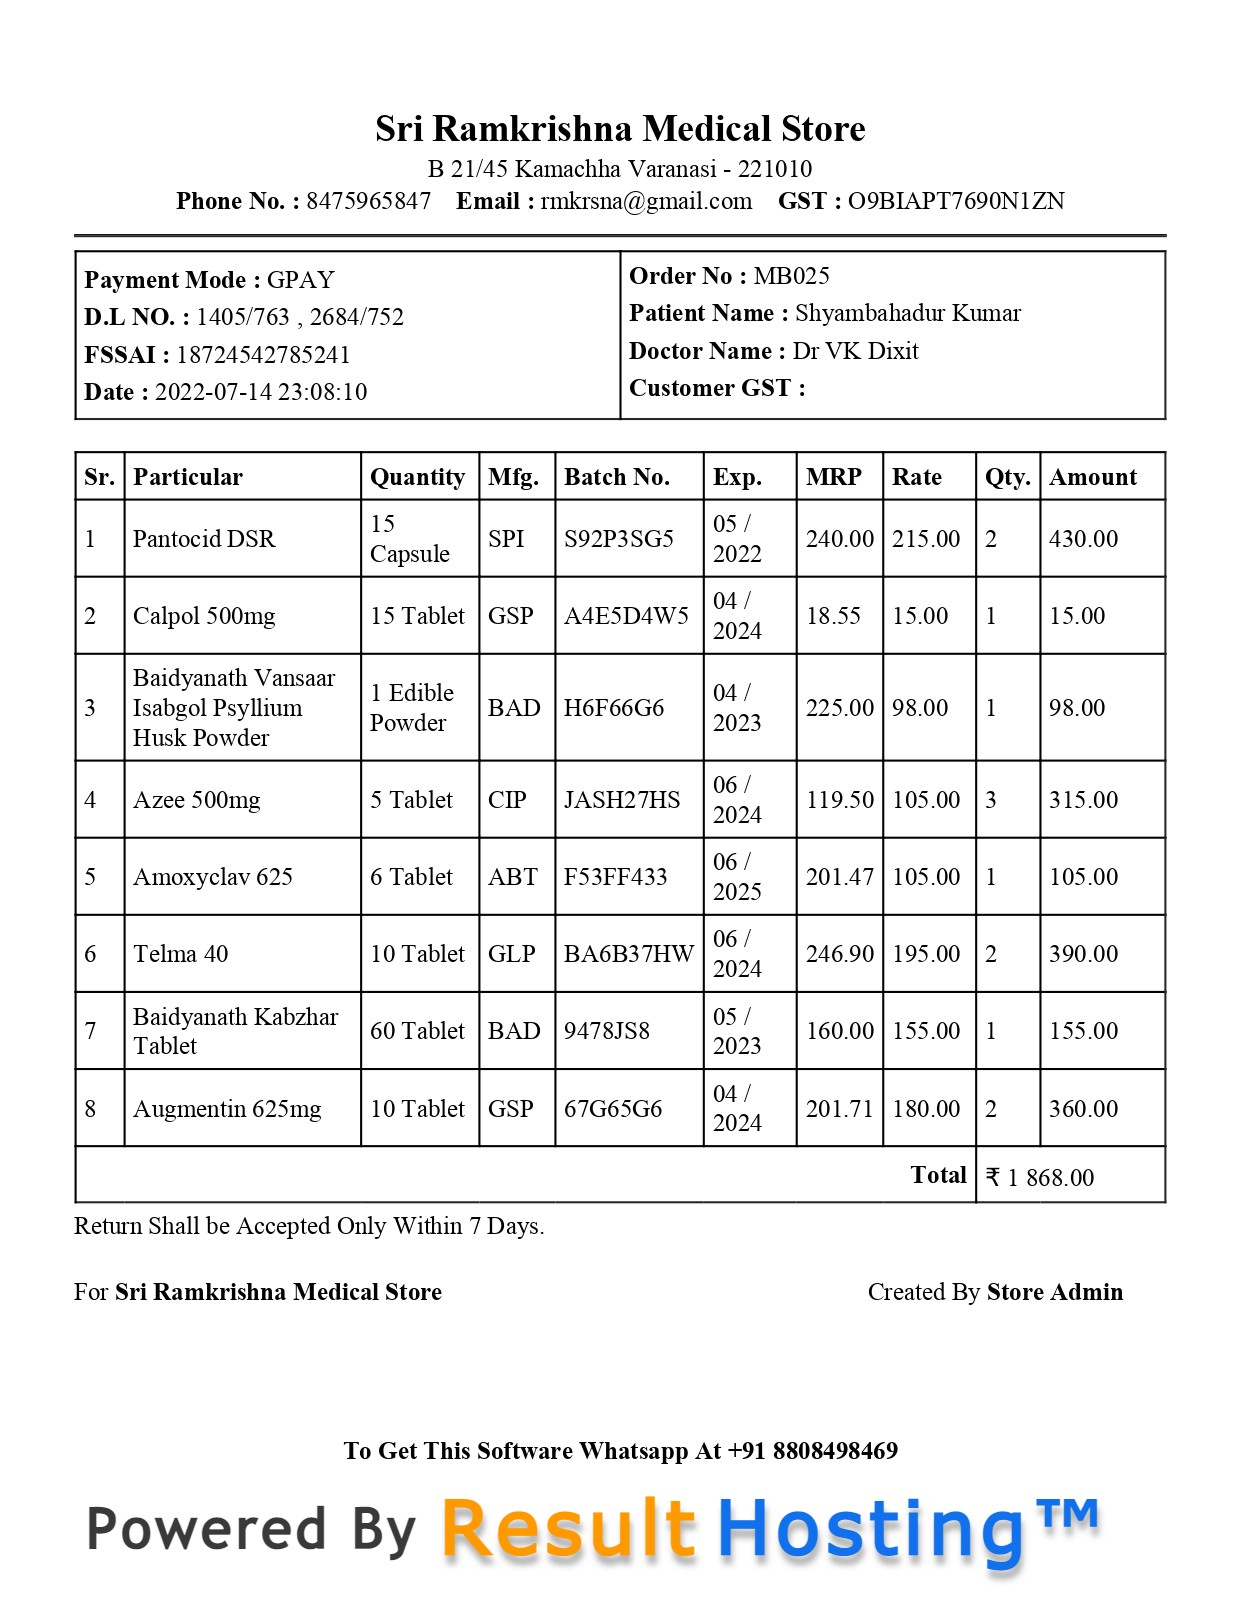 Sri Ramkrishna Medical Store
B 21/45 Kamachha Varanasi - 221010
Phone No. : 8475965847 Email : rmkrsna@gmail.com GST : O9BIAPT7690N1ZN
Payment Mode : GPAY
D.L NO. : 1405/763 , 2684/752
FSSAI : 18724542785241
Date : 2022-07-14 23:08:10
Order No : MB025
Patient Name : Shyambahadur Kumar
Doctor Name : Dr VK Dixit
Customer GST :
Sr. Particular Quantity Mfg. Batch No. Exp. MRP Rate Qty. Amount
1 Pantocid DSR 15 Capsule SPI S92P3SG5 05 / 2022 240.00 215.00 2 430.00
2 Calpol 500mg 15 Tablet GSP A4E5D4W5 04 / 2024 18.55 15.00 1 15.00
3 Baidyanath Vansaar Isabgol Psyllium Husk Powder 1 Edible Powder BAD H6F66G6 04 / 2023 225.00 98.00 1 98.00
4 Azee 500mg 5 Tablet CIP JASH27HS 06 / 2024 119.50 105.00 3 315.00
5 Amoxyclav 625 6 Tablet ABT F53FF433 06 / 2025 201.47 105.00 1 105.00
6 Telma 40 10 Tablet GLP BA6B37HW 06 / 2024 246.90 195.00 2 390.00
7 Baidyanath Kabzhar Tablet 60 Tablet BAD 9478JS8 05 / 2023 160.00 155.00 1 155.00
8 Augmentin 625mg 10 Tablet GSP 67G65G6 04 / 2024 201.71 180.00 2 360.00
Total ₹ 1 868.00
Return Shall be Accepted Only Within 7 Days.
For Sri Ramkrishna Medical Store Created By Store Admin
To Get This Software Whatsapp At +91 8808498469
Powered By Result Hosting™